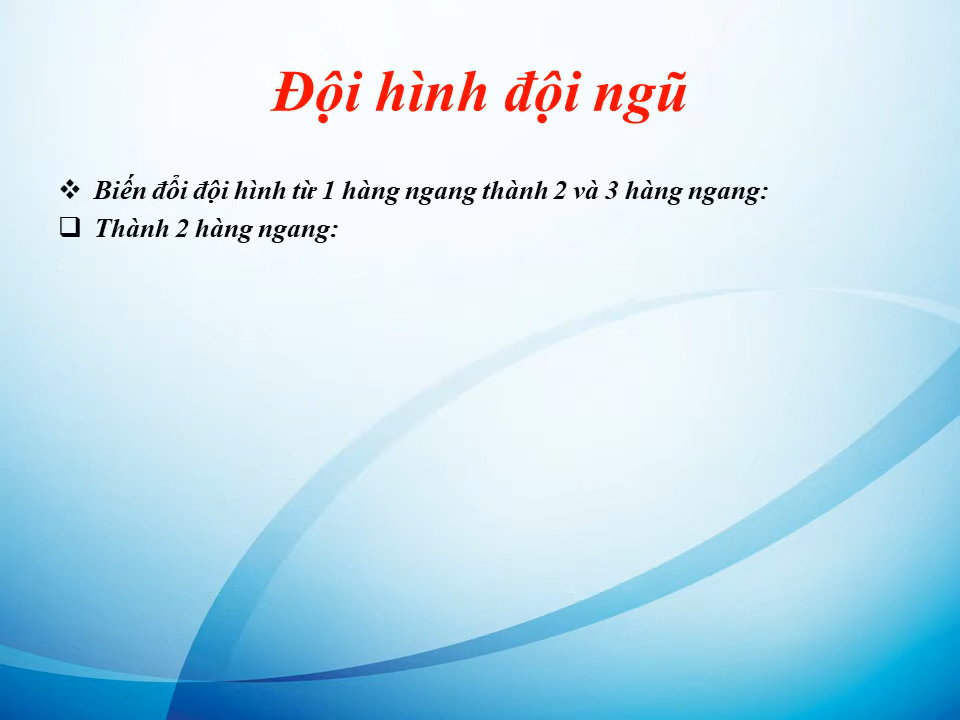 Đội hình đội ngũ
Biến đổi đội hình từ 1 hàng ngang thành 2 và 3 hàng ngang:
Thành 2 hàng ngang: